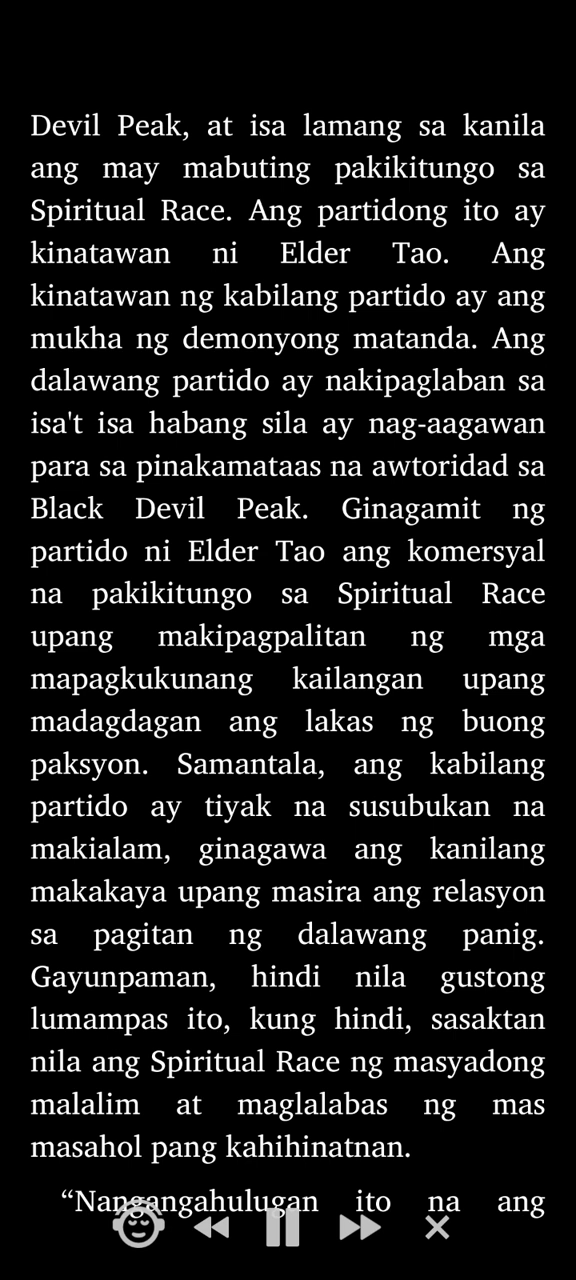 Devil Peak, at isa lamang sa kanila
ang may mabuting pakikitungo sa
Spiritual Race. Ang partidong ito ay
kinatawan ni Elder Tao. Ang
kinatawan ng kabilang partido ay ang
mukha ng demonyong matanda. Ang
dalawang partido ay nakipaglaban sa
isa't isa habang sila ay nag-aagawan
para sa pinakamataas na awtoridad sa
Black Devil Peak. Ginagamit ng
partido ni Elder Tao ang komersyal
na pakikitungo sa Spiritual Race
upang makipagpalitan ng mga
mapagkukunang kailangan upang
madagdagan ang lakas ng buong
paksyon. Samantala, ang kabilang
partido ay tiyak na susubukan na
makialam, ginagawa ang kanilang
makakaya upang masira ang relasyon
sa pagitan ng dalawang panig.
Gayunpaman, hindi nila gustong
lumampas ito, kung hindi, sasaktan
nila ang Spiritual Race ng masyadong
malalim at maglalabas ng mas
masahol pang kahihinatnan.
“Nangangahulugan ito na ang